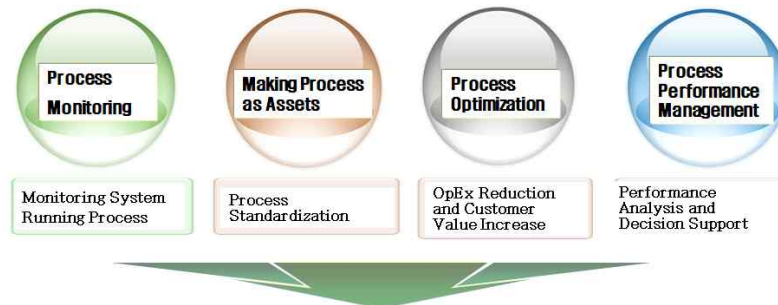 Process
Monitoring
Making Process
as Assets
Process
Optimization
Process
Performance
Management
Monitoring System
Running Process
Process
Standardization
OpEx Reduction
and Customer
Value Increase
Performance
Analysis and
Decision Support